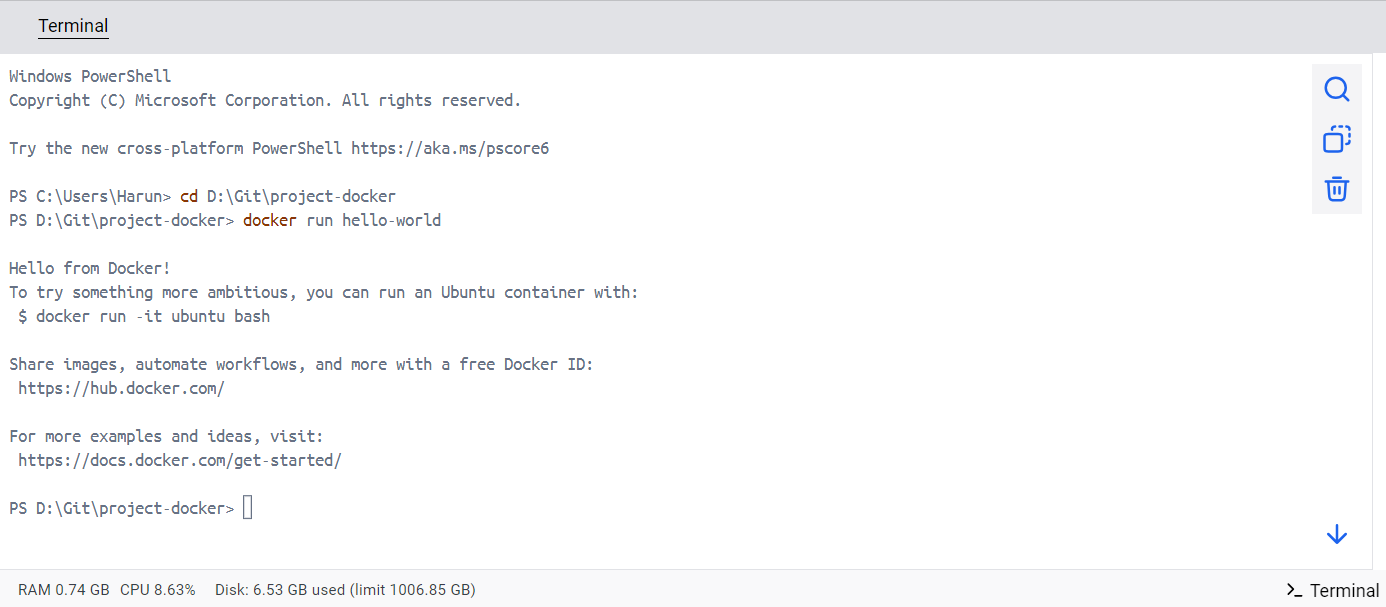 Terminal
Windows PowerShell
Copyright (C) Microsoft Corporation. All rights reserved.
Try the new cross-platform PowerShell https://aka.ms/pscore6
PS C:\Users\Harun> cd D:\Git\project-docker
PS D:\Git\project-docker> docker run hello-world
Hello from Docker!
To try something more ambitious, you can run an Ubuntu container with:
 $ docker run -it ubuntu bash
Share images, automate workflows, and more with a free Docker ID:
 https://hub.docker.com/
For more examples and ideas, visit:
 https://docs.docker.com/get-started/
PS D:\Git\project-docker>
RAM 0.74 GB CPU 8.63% Disk: 6.53 GB used (limit 1006.85 GB) >_ Terminal